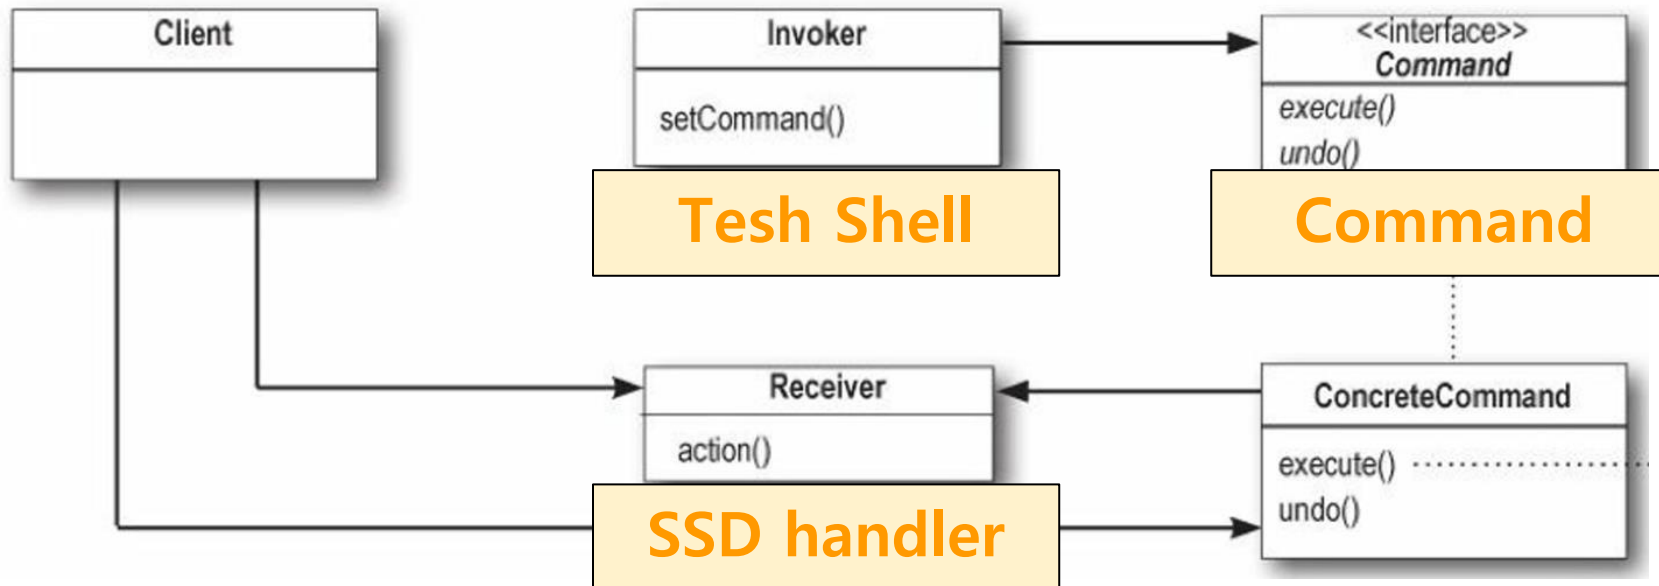 Client
Invoker
setCommand()
Tesh Shell
<<interface>>
Command
execute()
undo()
Command
Receiver
action()
SSD handler
ConcreteCommand
execute()
undo()